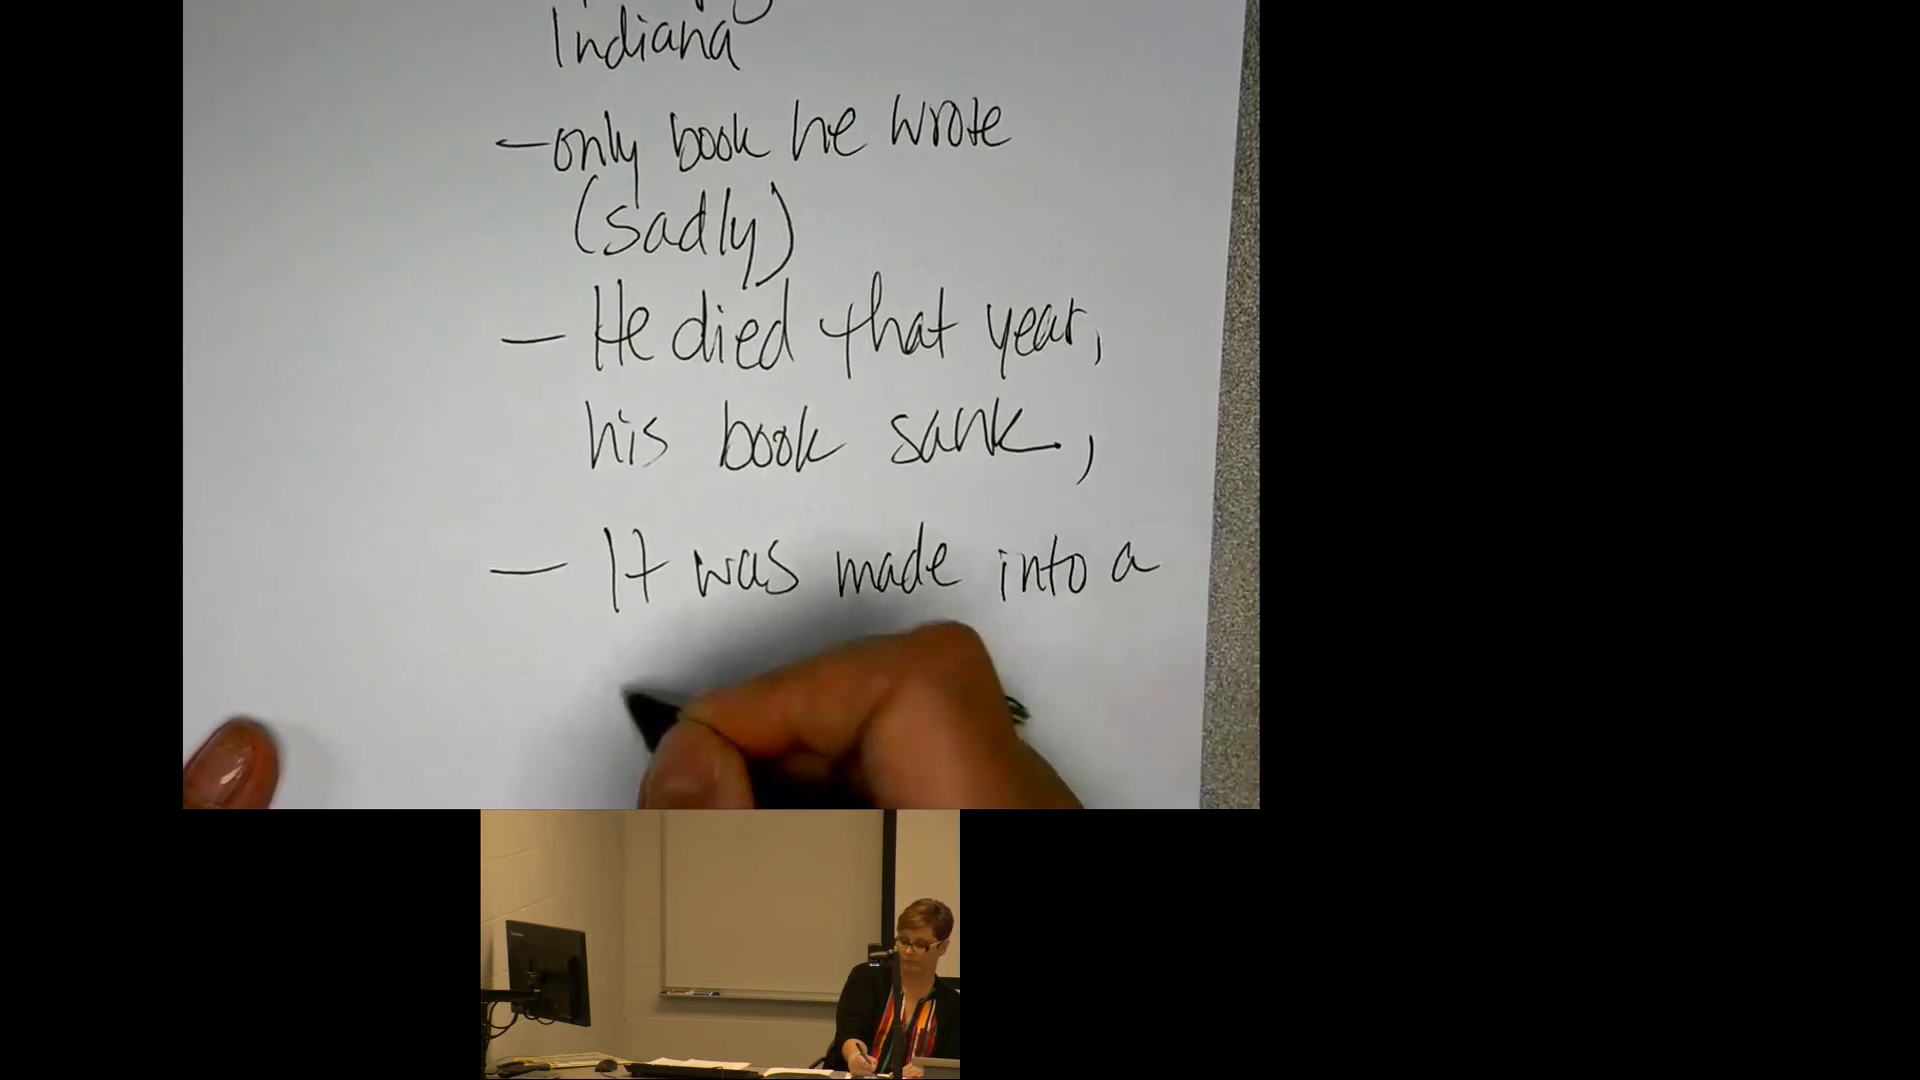 Indiana
- only book he wrote
(sadly)
- He died that year,
his book sank,
- It was made into a